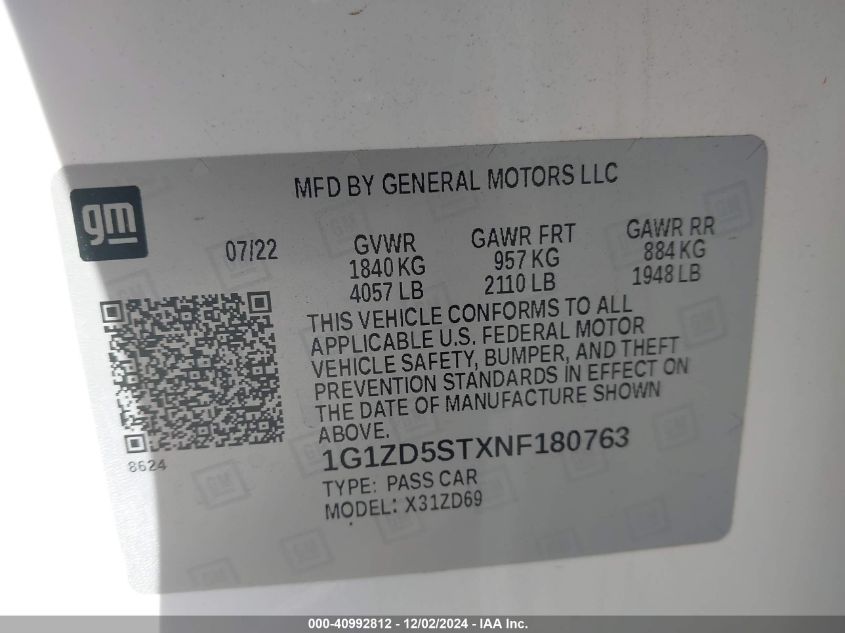 MFD BY GENERAL MOTORS LLC
gm
07/22
GVWR GAWR FRT GAWR RR
1840 KG 957 KG 884 KG
4057 LB 2110 LB 1948 LB
THIS VEHICLE CONFORMS TO ALL
APPLICABLE U.S. FEDERAL MOTOR
VEHICLE SAFETY, BUMPER, AND THEFT
PREVENTION STANDARDS IN EFFECT ON
THE DATE OF MANUFACTURE SHOWN
ABOVE.
8624
1G1ZD5STXNF180763
TYPE: PASS CAR
MODEL: X31ZD69
000-40992812 - 12/02/2024 - IAA Inc.